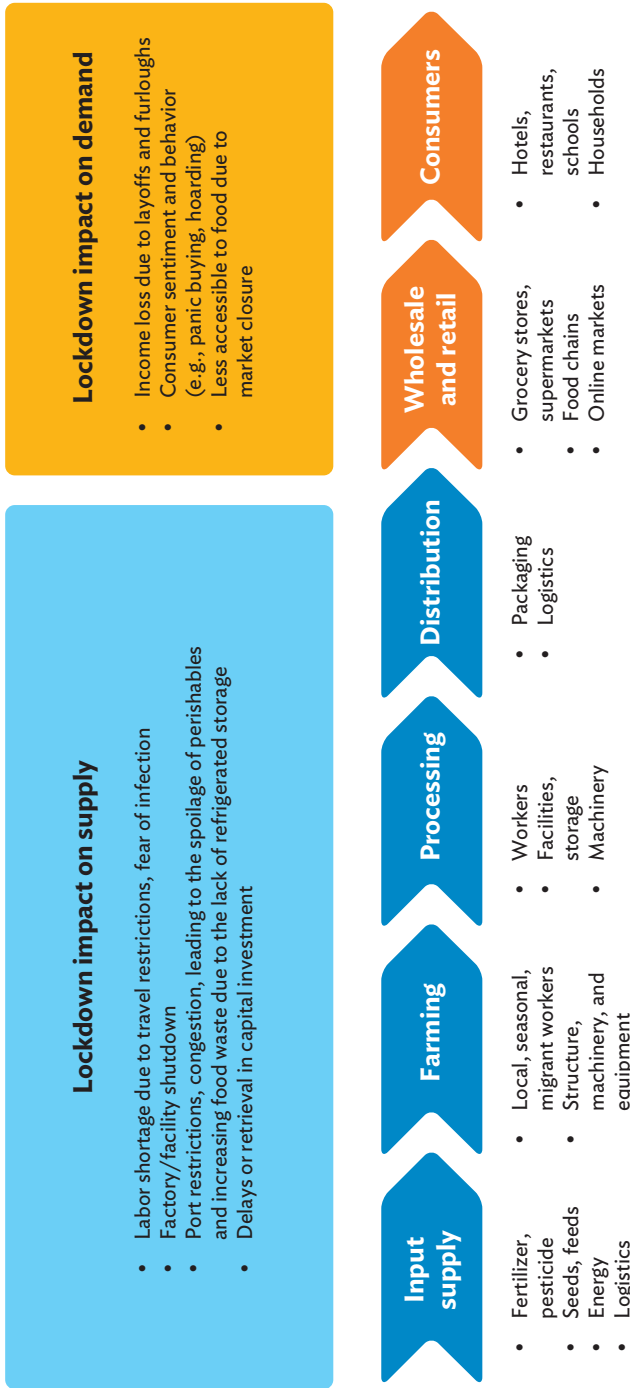 Lockdown impact on supply
• Labor shortage due to travel restrictions, fear of infection
• Factory/facility shutdown
• Port restrictions, congestion, leading to the spoilage of perishables
and increasing food waste due to the lack of refrigerated storage
• Delays or retrieval in capital investment
Lockdown impact on demand
• Income loss due to layoffs and furloughs
• Consumer sentiment and behavior
(e.g., panic buying, hoarding)
• Less accessible to food due to
market closure
Input
supply
Farming
Processing
Distribution
Wholesale
and retail
Consumers
• Fertilizer,
pesticide
• Seeds, feeds
• Energy
• Logistics
• Local, seasonal,
migrant workers
• Structure,
machinery, and
equipment
• Workers
• Facilities,
storage
• Machinery
• Packaging
• Logistics
• Grocery stores,
supermarkets
• Food chains
• Online markets
• Hotels,
restaurants,
schools
• Households